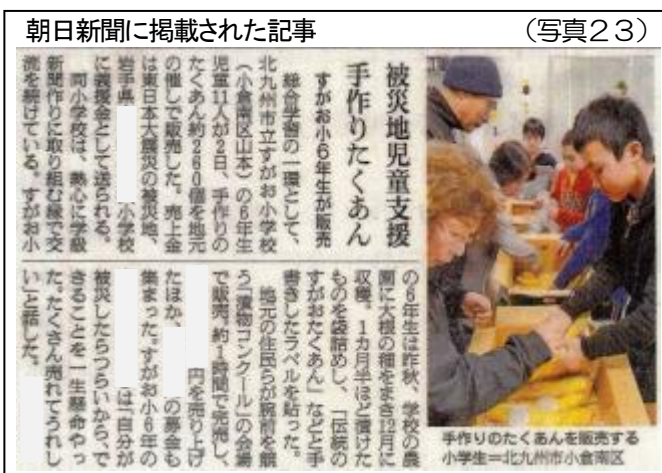 朝日新聞に掲載された記事
(写真23)
被災地児童支援
手作りたくあん
すがお小6年生が販売
総合学習の一環として、
北九州市立すがお小学校
(小倉南区山本)の6年生
児童11人が2日、手作りの
たくあん約260個を地元
の催しで販売した。売上金
は東日本大震災の被災地、
岩手県
小学校
に義援金として送られる。
同小学校は、熱心に学級
新聞作りに取り組む縁で交
流を続けている。すがお小
の6年生は昨秋、学校の農
園に大根の種をまき12月に
収穫。1カ月半ほど漬けた
ものを袋詰めし、「伝統の
すがおたくあん」などと手
書きしたラベルを貼った。
地元の住民らが腕前を競
う「漬物コンクール」の会場
で販売。約1時間で完売し、
円を売り上げ
たほか、
の募金も
集まった。すがお小6年の
は「自分が
被災したらつらいから、で
きることを一生懸命やっ
た。たくさん売れてうれし
い」と話した。
手作りのたくあんを販売する
小学生=北九州市小倉南区